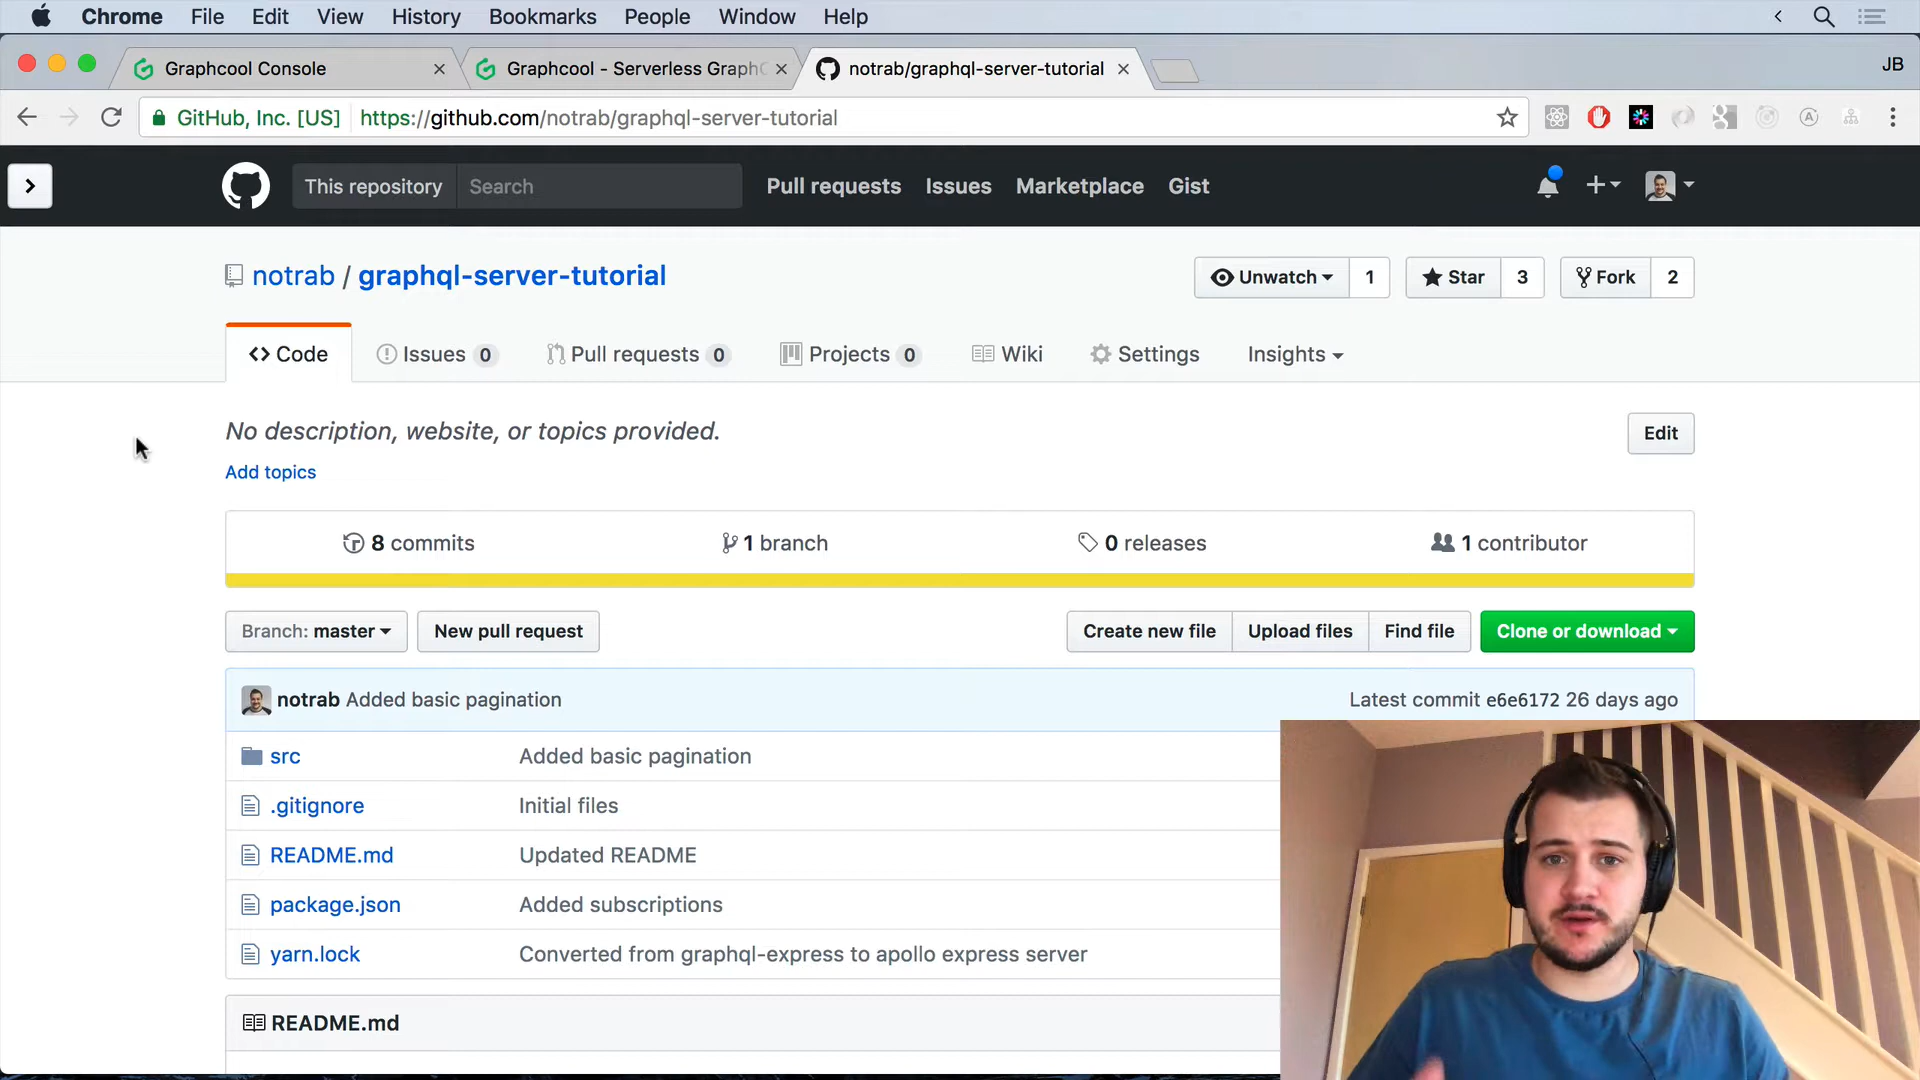 Chrome File Edit View History Bookmarks People Window Help
Graphcool Console
Graphcool - Serverless Graph
notrab/graphql-server-tutorial
JB
GitHub, Inc. [US] https://github.com/notrab/graphql-server-tutorial
This repository Search Pull requests Issues Marketplace Gist
notrab / graphql-server-tutorial
Unwatch 1 Star 3 Fork 2
Code Issues 0 Pull requests 0 Projects 0 Wiki Settings Insights
No description, website, or topics provided.
Edit
Add topics
8 commits 1 branch 0 releases 1 contributor
Branch: master New pull request Create new file Upload files Find file Clone or download
notrab Added basic pagination Latest commit e6e6172 26 days ago
src Added basic pagination
.gitignore Initial files
README.md Updated README
package.json Added subscriptions
yarn.lock Converted from graphql-express to apollo express server
README.md